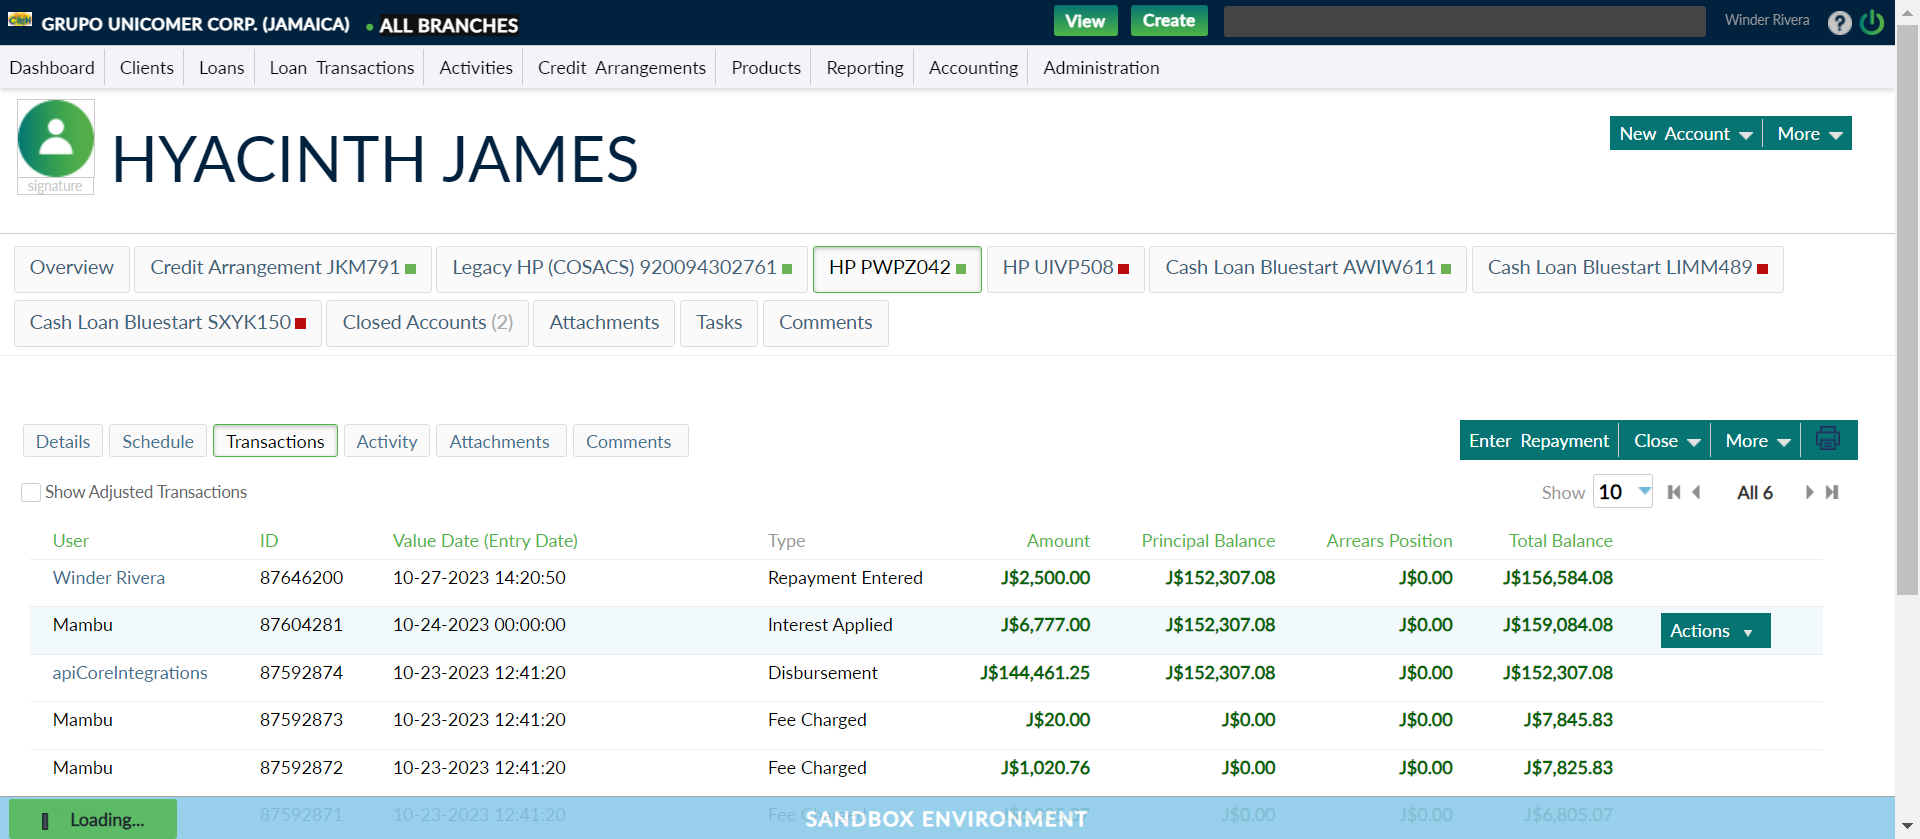 GRUPO UNICOMER CORP. (JAMAICA) ALL BRANCHES View Create Winder Rivera ?
Dashboard Clients Loans Loan Transactions Activities Credit Arrangements Products Reporting Accounting Administration
HYACINTH JAMES
New Account More
signature
Overview Credit Arrangement JKM791 Legacy HP (COSACS) 920094302761 HP PWPZ042 HP UIVP508 Cash Loan Bluestart AWIW611 Cash Loan Bluestart LIMM489
Cash Loan Bluestart SXYK150 Closed Accounts (2) Attachments Tasks Comments
Details Schedule Transactions Activity Attachments Comments Enter Repayment Close More
Show Adjusted Transactions Show 10 All 6
User ID Value Date (Entry Date) Type Amount Principal Balance Arrears Position Total Balance
Winder Rivera 87646200 10-27-2023 14:20:50 Repayment Entered J$2,500.00 J$152,307.08 J$0.00 J$156,584.08
Mambu 87604281 10-24-2023 00:00:00 Interest Applied J$6,777.00 J$152,307.08 J$0.00 J$159,084.08 Actions
apiCoreIntegrations 87592874 10-23-2023 12:41:20 Disbursement J$144,461.25 J$152,307.08 J$0.00 J$152,307.08
Mambu 87592873 10-23-2023 12:41:20 Fee Charged J$20.00 J$0.00 J$0.00 J$7,845.83
Mambu 87592872 10-23-2023 12:41:20 Fee Charged J$1,020.76 J$0.00 J$0.00 J$7,825.83
87592871 10-23-2023 12:41:20 J$0.00 J$0.00 J$6,805.07
Loading... SANDBOX ENVIRONMENT